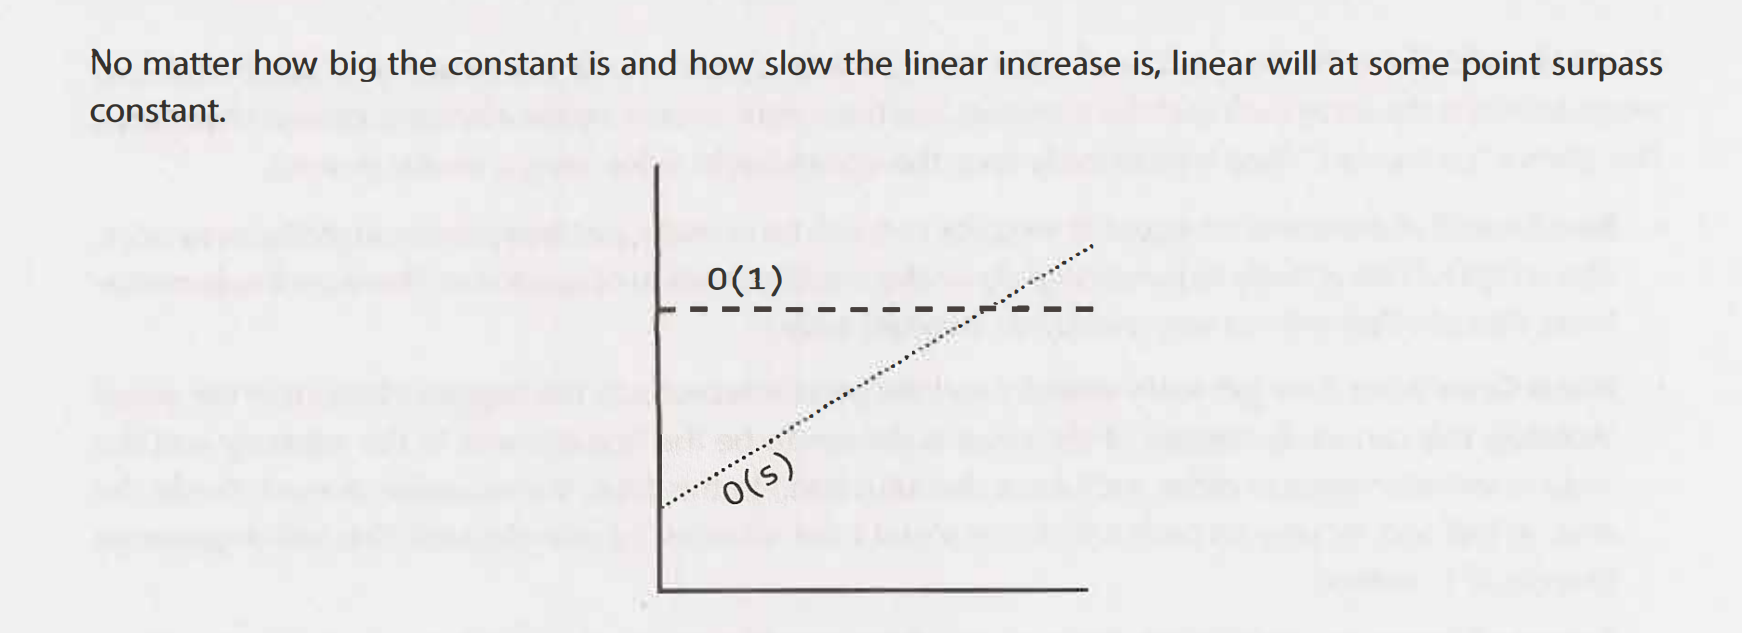 No matter how big the constant is and how slow the linear increase is, linear will at some point surpass
constant.
O(1)
O(s)